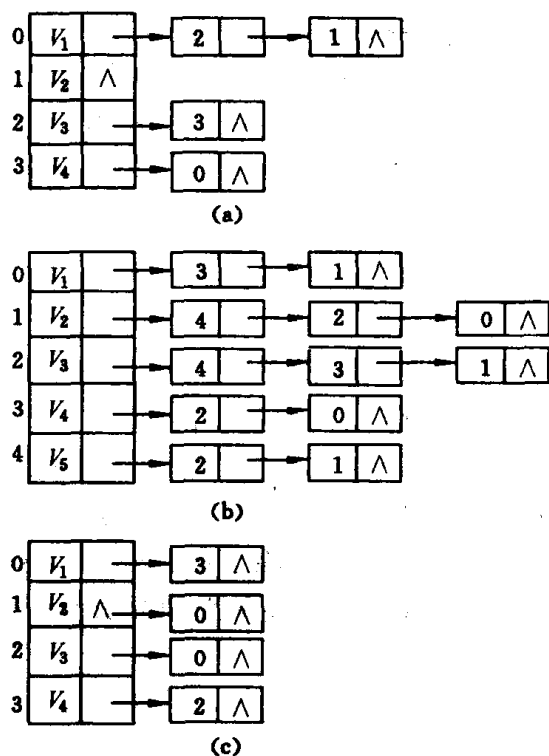 0 V₁ 2 1 ∧
1 V₂ ∧
2 V₃ 3 ∧
3 V₄ 0 ∧
(a)
0 V₁ 3 1 ∧
1 V₂ 4 2 0 ∧
2 V₃ 4 3 1 ∧
3 V₄ 2 0 ∧
4 V₅ 2 1 ∧
(b)
0 V₁ 3 ∧
1 V₂ ∧ 0 ∧
2 V₃ 0 ∧
3 V₄ 2 ∧
(c)